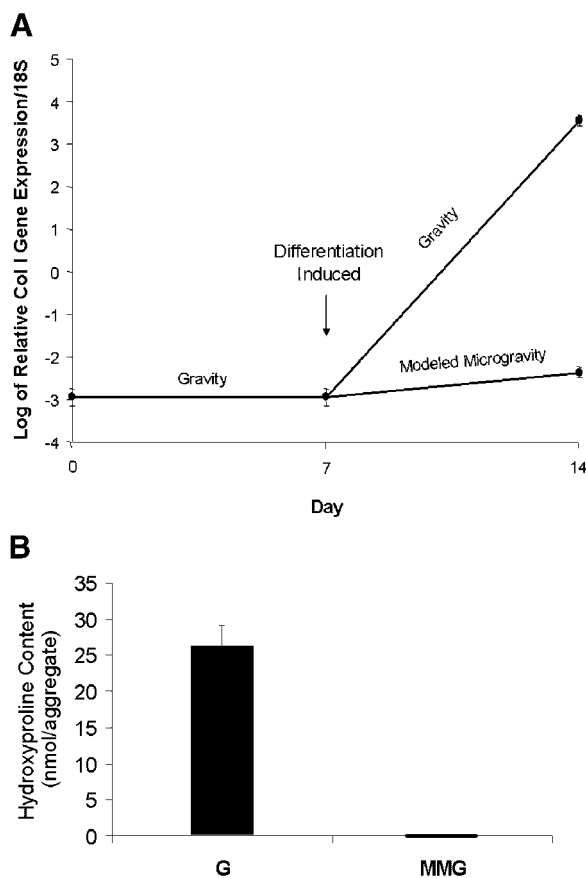 A
Log of Relative Col I Gene Expression/18S
5
4
3
2
1
0
-1
-2
-3
-4
Gravity
Differentiation
Induced
Gravity
Modeled Microgravity
0
7
14
Day
B
Hydroxyproline Content
(nmol/aggregate)
35
30
25
20
15
10
5
0
G
MMG